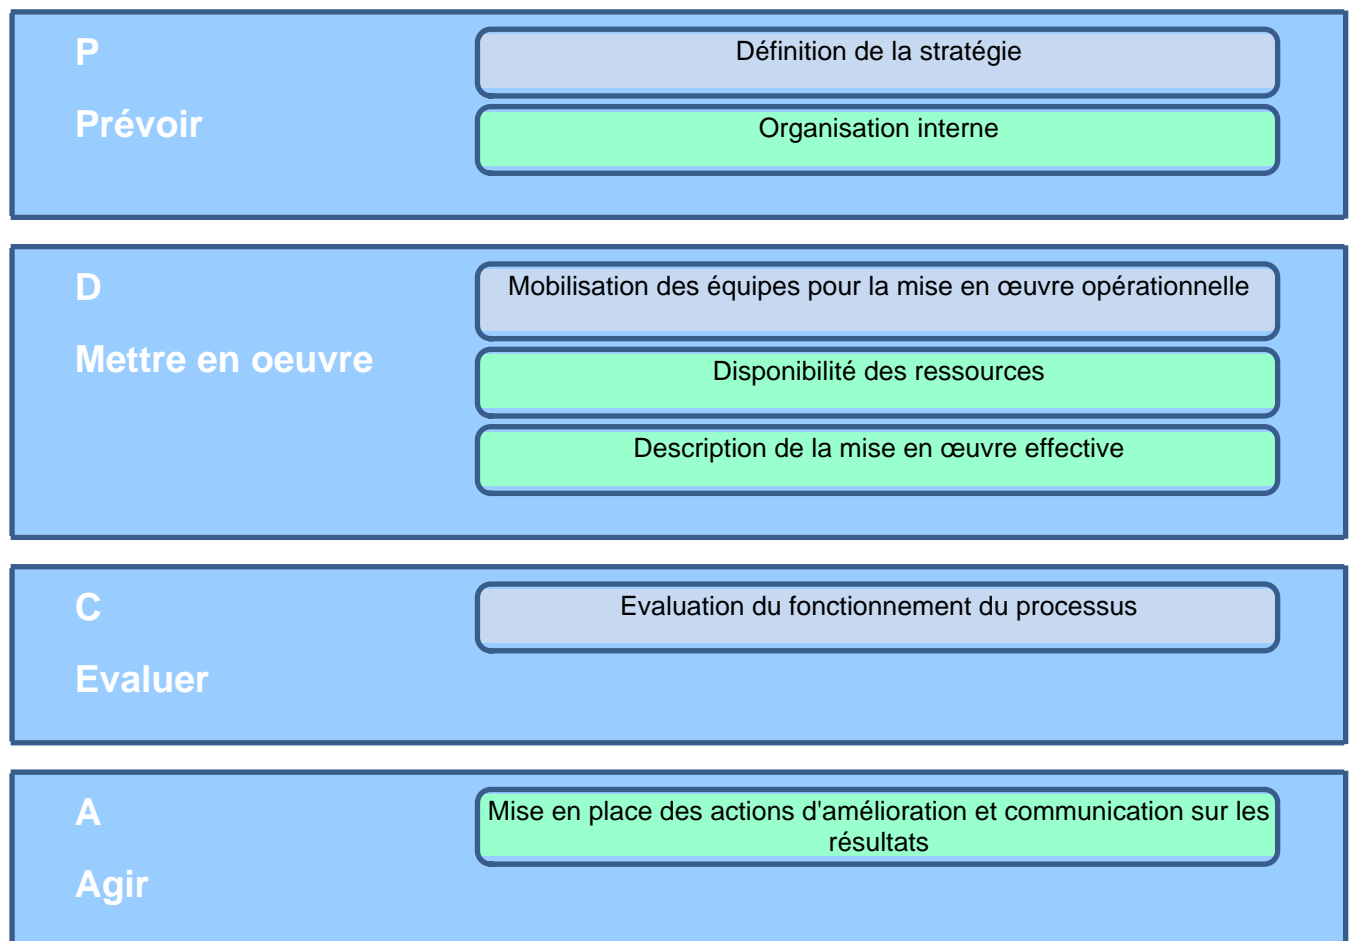 P
Prévoir
Définition de la stratégie
Organisation interne
D
Mettre en oeuvre
Mobilisation des équipes pour la mise en œuvre opérationnelle
Disponibilité des ressources
Description de la mise en œuvre effective
C
Evaluer
Evaluation du fonctionnement du processus
A
Agir
Mise en place des actions d'amélioration et communication sur les
résultats